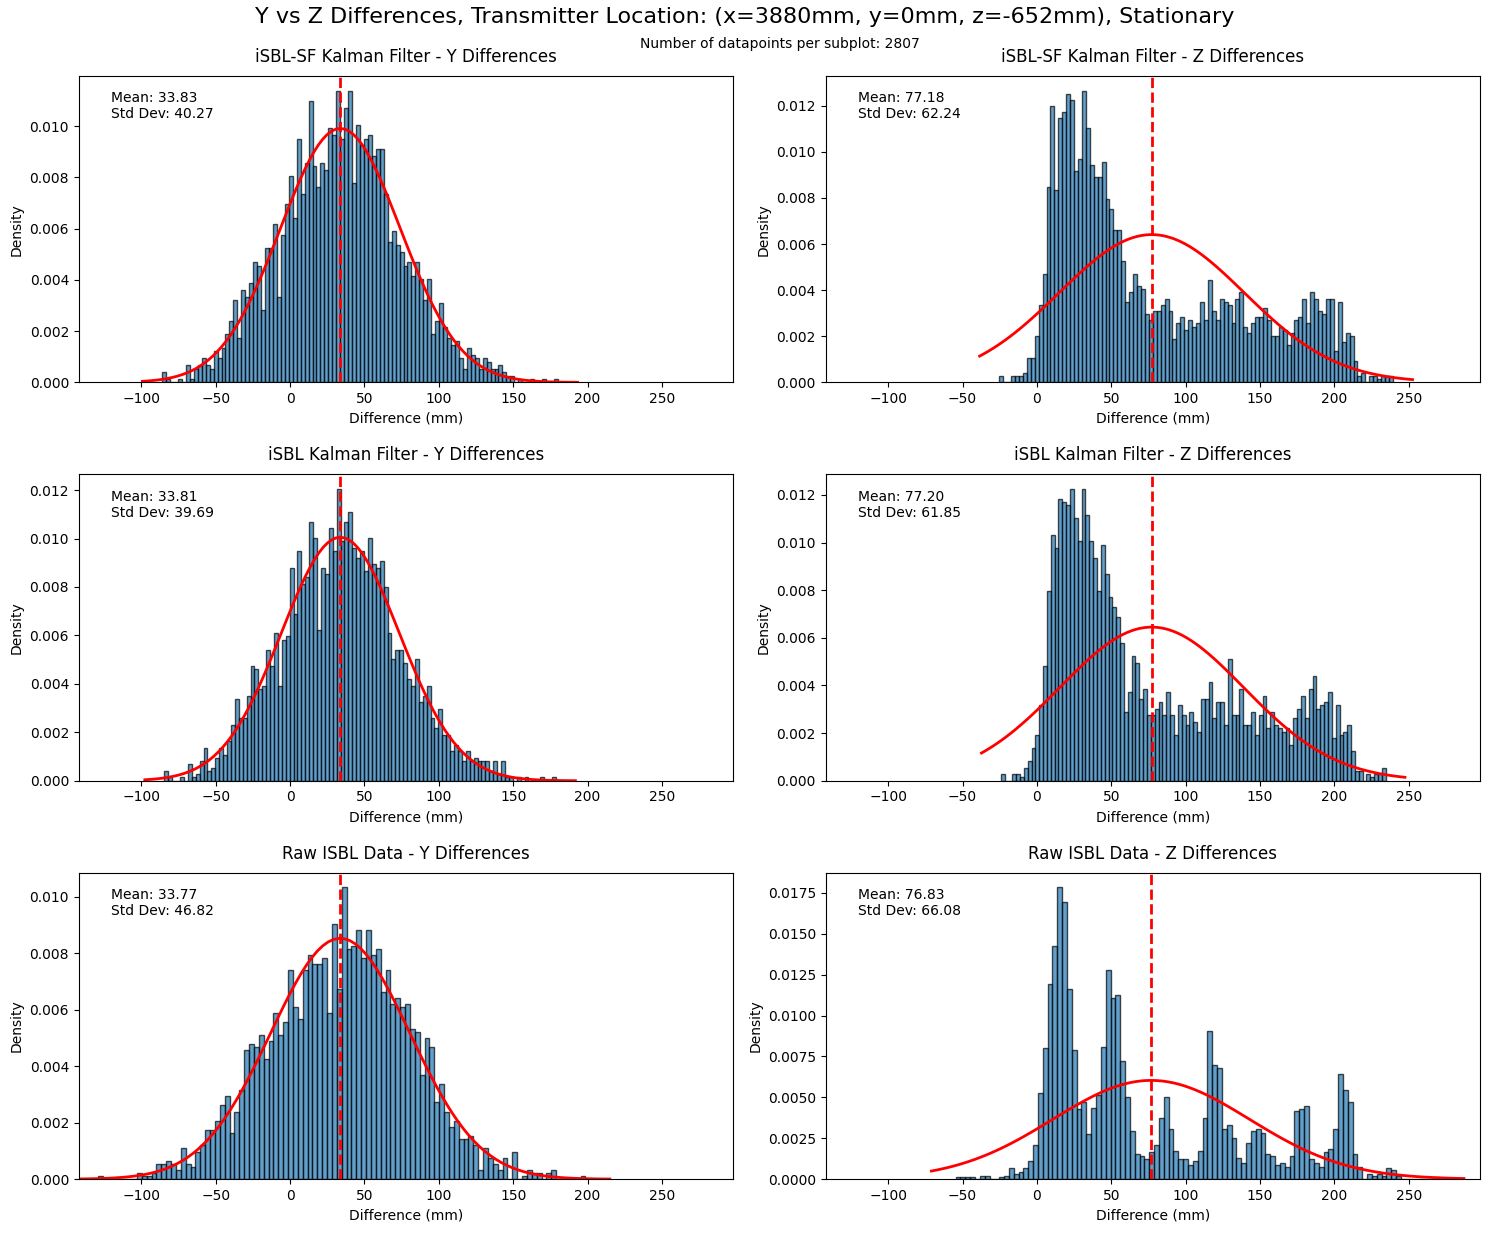 Y vs Z Differences, Transmitter Location: (x=3880mm, y=0mm, z=-652mm), Stationary
Number of datapoints per subplot: 2807
iSBL-SF Kalman Filter - Y Differences
Mean: 33.83
Std Dev: 40.27
Density
0.010
0.008
0.006
0.004
0.002
0.000
−100 −50 0 50 100 150 200 250
Difference (mm)
iSBL-SF Kalman Filter - Z Differences
Mean: 77.18
Std Dev: 62.24
Density
0.012
0.010
0.008
0.006
0.004
0.002
0.000
−100 −50 0 50 100 150 200 250
Difference (mm)
iSBL Kalman Filter - Y Differences
Mean: 33.81
Std Dev: 39.69
Density
0.012
0.010
0.008
0.006
0.004
0.002
0.000
−100 −50 0 50 100 150 200 250
Difference (mm)
iSBL Kalman Filter - Z Differences
Mean: 77.20
Std Dev: 61.85
Density
0.012
0.010
0.008
0.006
0.004
0.002
0.000
−100 −50 0 50 100 150 200 250
Difference (mm)
Raw ISBL Data - Y Differences
Mean: 33.77
Std Dev: 46.82
Density
0.010
0.008
0.006
0.004
0.002
0.000
−100 −50 0 50 100 150 200 250
Difference (mm)
Raw ISBL Data - Z Differences
Mean: 76.83
Std Dev: 66.08
Density
0.0175
0.0150
0.0125
0.0100
0.0075
0.0050
0.0025
0.0000
−100 −50 0 50 100 150 200 250
Difference (mm)